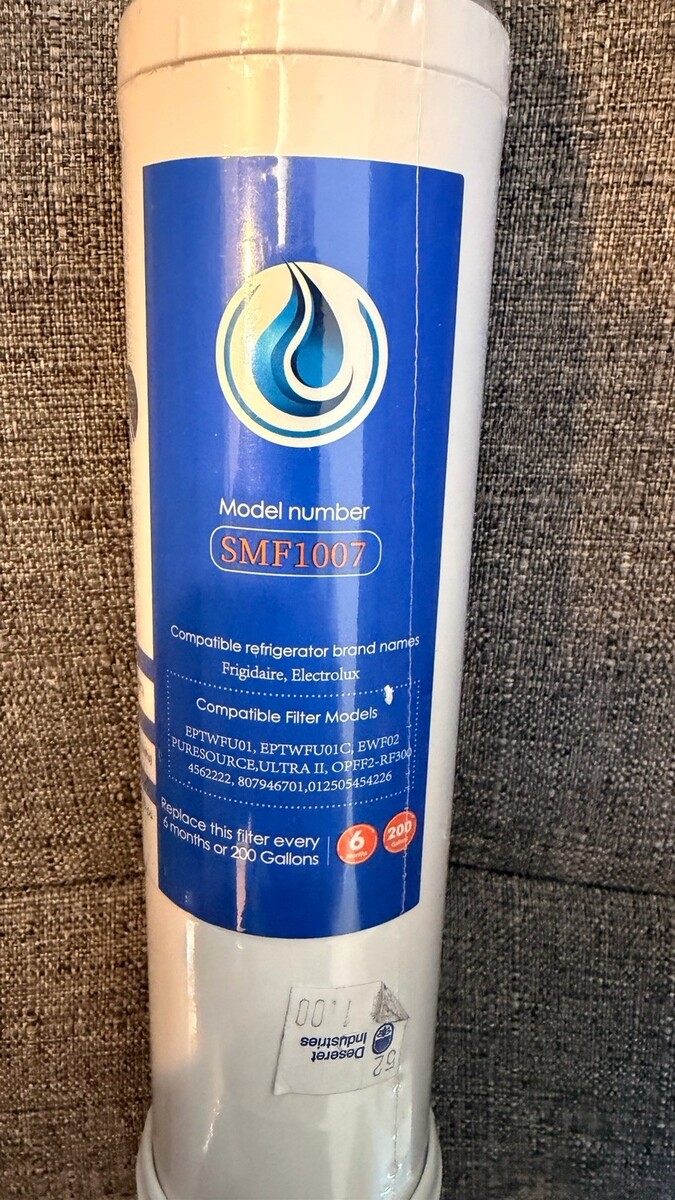 Model number
SMF1007
Compatible refrigerator brand names
Frigidaire, Electrolux
Compatible Filter Models
EPTWFU01, EPTWFU01C, EWF02
PURESOURCE,ULTRA II, OPFF2-RF300
4562222, 807946701,012505454226
Replace this filter every
6 months or 200 Gallons
6
Months
200
Gallons
52
Deseret
Industries
1.00